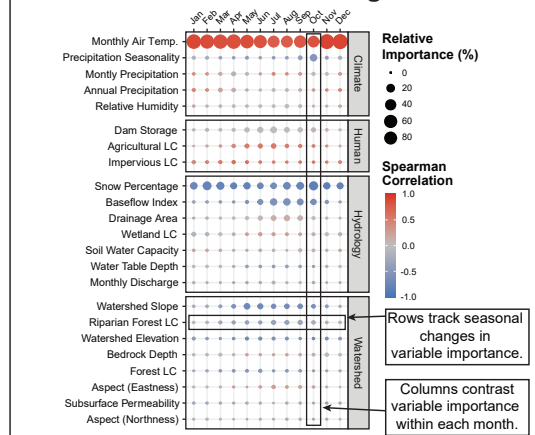 Jan Feb Mar Apr May Jun Jul Aug Sep Oct Nov Dec
Monthly Air Temp.
Precipitation Seasonality
Montly Precipitation
Annual Precipitation
Relative Humidity
Climate
Dam Storage
Agricultural LC
Impervious LC
Human
Snow Percentage
Baseflow Index
Drainage Area
Wetland LC
Soil Water Capacity
Water Table Depth
Monthly Discharge
Hydrology
Watershed Slope
Riparian Forest LC
Watershed Elevation
Bedrock Depth
Forest LC
Aspect (Eastness)
Subsurface Permeability
Aspect (Northness)
Watershed
Relative
Importance (%)
0
20
40
60
80
Spearman
Correlation
1.0
0.5
0.0
-0.5
-1.0
Rows track seasonal
changes in
variable importance.
Columns contrast
variable importance
within each month.